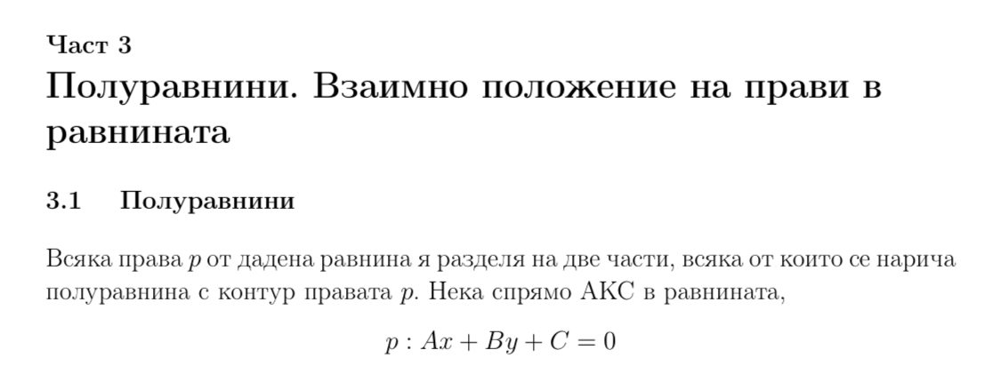 Част 3
Полуравнини. Взаимно положение на прави в
равнината
3.1 Полуравнини
Всяка права p от дадена равнина я разделя на две части, всяка от които се нарича
полуравнина с контур правата p. Нека спрямо АКС в равнината,
p : Ax + By + C = 0